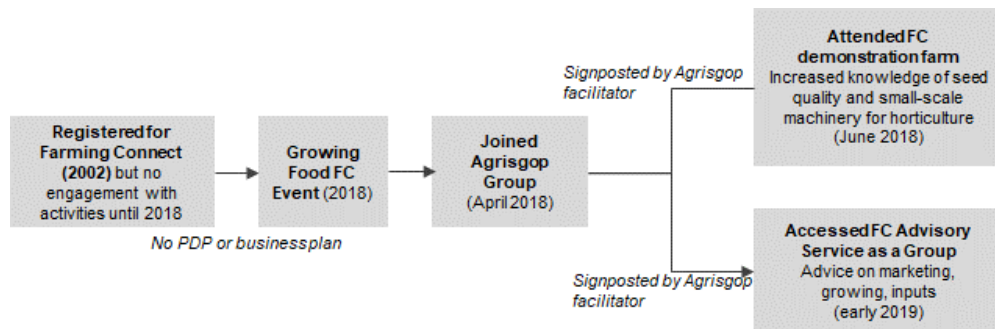 Registered for
Farming Connect
(2002) but no
engagement with
activities until 2018
No PDP or business plan
Growing
Food FC
Event (2018)
Joined
Agrisgop
Group
(April 2018)
Signposted by Agrisgop
facilitator
Attended FC
demonstration farm
Increased knowledge of seed
quality and small-scale
machinery for horticulture
(June 2018)
Signposted by Agrisgop
facilitator
Accessed FC Advisory
Service as a Group
Advice on marketing,
growing, inputs
(early 2019)